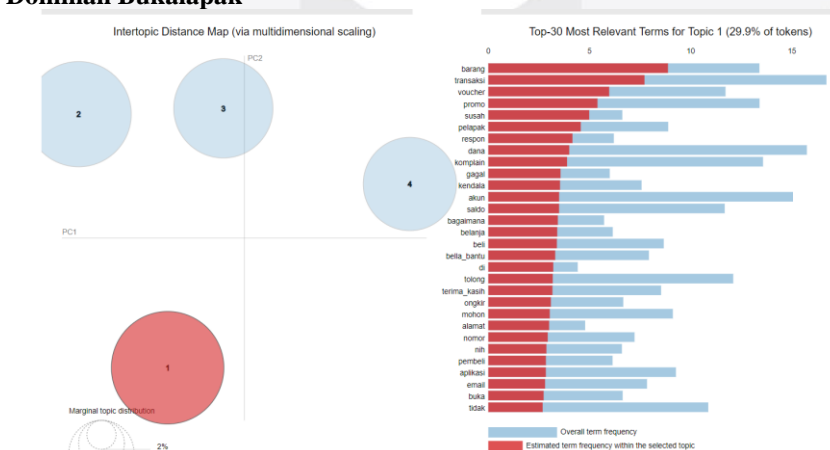 Dominan Bukalapak
Intertopic Distance Map (via multidimensional scaling)
PC2
2
3
4
PC1
1
Marginal topic distribution
2%
Top-30 Most Relevant Terms for Topic 1 (29.9% of tokens)
0 5 10 15
barang
transaksi
voucher
promo
susah
pelapak
respon
dana
komplain
gagal
kendala
akun
saldo
bagaimana
belanja
beli
bella_bantu
di
tolong
terima_kasih
ongkir
mohon
alamat
nomor
nih
pembeli
aplikasi
email
buka
tidak
Overall term frequency
Estimated term frequency within the selected topic